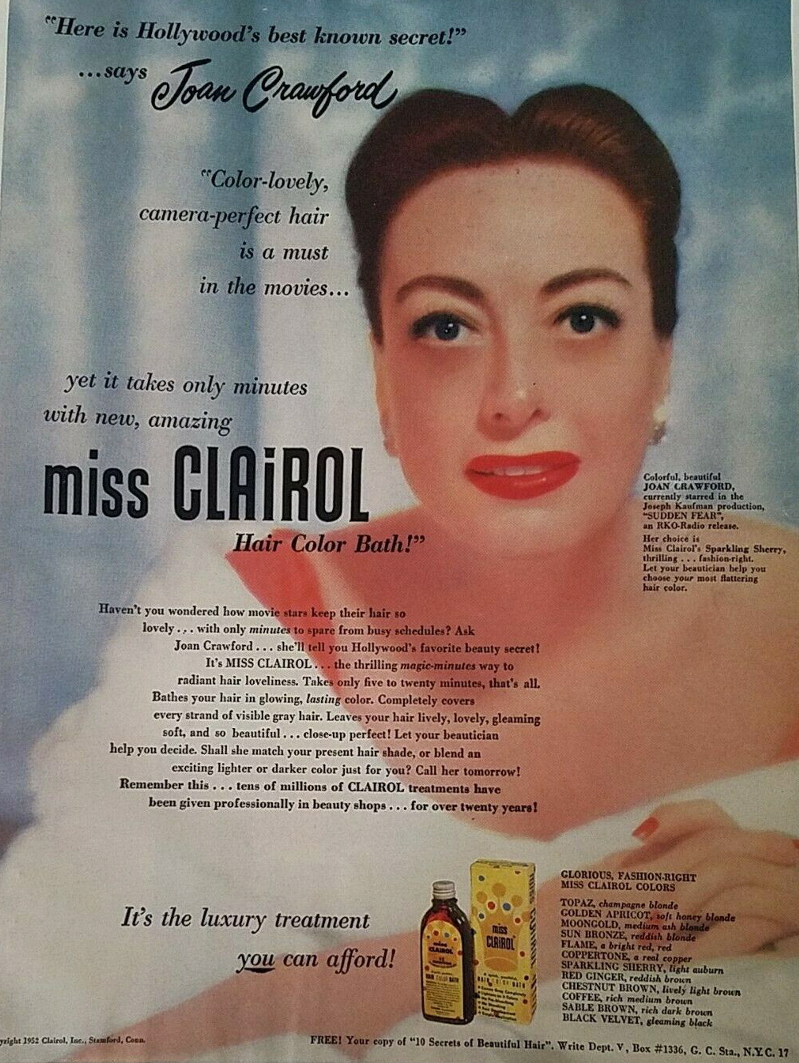 "Here is Hollywood's best known secret!"
...says Joan Crawford
"Color-lovely,
camera-perfect hair
is a must
in the movies...
yet it takes only minutes
with new, amazing
miss CLAiROL
Hair Color Bath!"
Colorful, beautiful
JOAN CRAWFORD,
currently starred in the
Joseph Kaufman production,
"SUDDEN FEAR",
an RKO-Radio release.
Her choice is
Miss Clairol's Sparkling Sherry,
thrilling . . . fashion-right.
Let your beautician help you
choose your most flattering
hair color.
Haven't you wondered how movie stars keep their hair so
lovely . . . with only minutes to spare from busy schedules? Ask
Joan Crawford . . . she'll tell you Hollywood's favorite beauty secret!
It's MISS CLAIROL . . . the thrilling magic-minutes way to
radiant hair loveliness. Takes only five to twenty minutes, that's all.
Bathes your hair in glowing, lasting color. Completely covers
every strand of visible gray hair. Leaves your hair lively, lovely, gleaming
soft, and so beautiful . . . close-up perfect! Let your beautician
help you decide. Shall she match your present hair shade, or blend an
exciting lighter or darker color just for you? Call her tomorrow!
Remember this . . . tens of millions of CLAIROL treatments have
been given professionally in beauty shops . . . for over twenty years!
It's the luxury treatment
you can afford!
miss
CLAIROL
miss
CLAIROL
GLORIOUS, FASHION-RIGHT
MISS CLAIROL COLORS
TOPAZ, champagne blonde
GOLDEN APRICOT, soft honey blonde
MOONGOLD, medium ash blonde
SUN BRONZE, reddish blonde
FLAME, a bright red, red
COPPERTONE, a real copper
SPARKLING SHERRY, light auburn
RED GINGER, reddish brown
CHESTNUT BROWN, lively light brown
COFFEE, rich medium brown
SABLE BROWN, rich dark brown
BLACK VELVET, gleaming black
yright 1952 Clairol, Inc., Stamford, Conn.
FREE! Your copy of "10 Secrets of Beautiful Hair". Write Dept. V, Box #1336, G. C. Sta., N.Y.C. 17